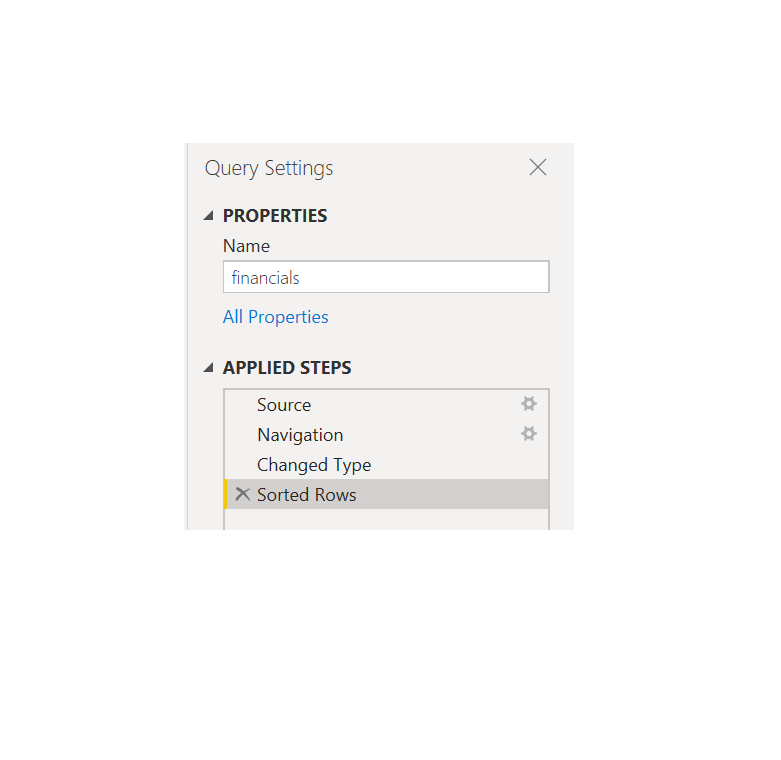 Query Settings
PROPERTIES
Name
financials
All Properties
APPLIED STEPS
Source
Navigation
Changed Type
Sorted Rows